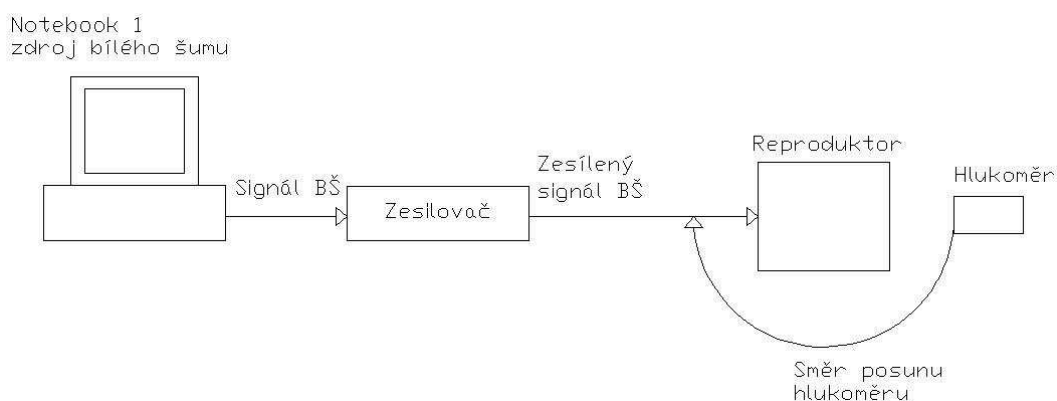 Notebook 1
zdroj bílého šumu
Signál BŠ
Zesilovač
Zesílený
signál BŠ
Reproduktor
Hlukoměr
Směr posunu
hlukoměru